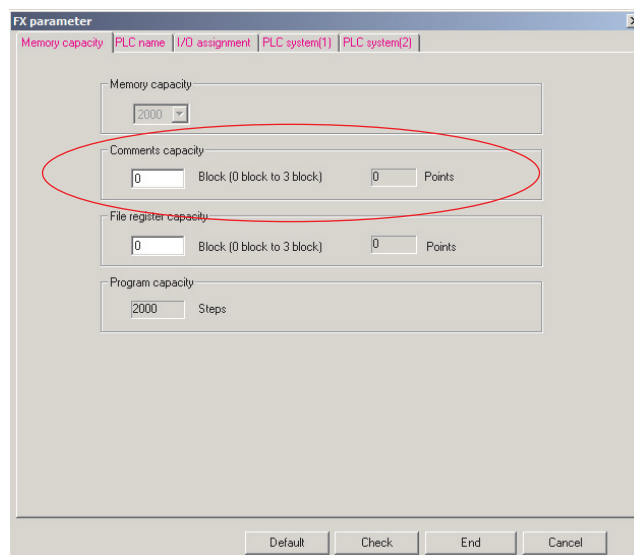 FX parameter
Memory capacity PLC name I/O assignment PLC system(1) PLC system(2)
Memory capacity
2000
Comments capacity
0 Block (0 block to 3 block) 0 Points
File register capacity
0 Block (0 block to 3 block) 0 Points
Program capacity
2000 Steps
Default Check End Cancel